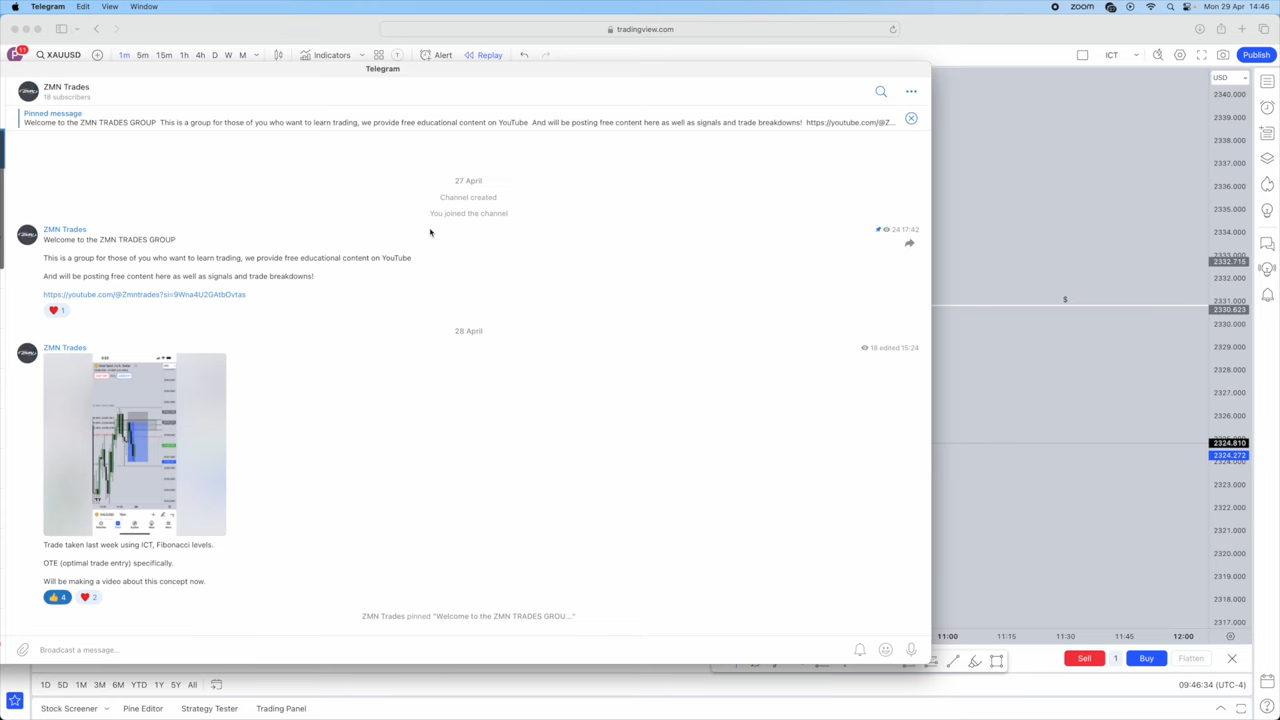 Telegram Edit View Window zoom Mon 29 Apr 14:46
tradingview.com
11
XAUUSD 1m 5m 15m 1h 4h D W M Indicators Alert Replay ICT Publish
Telegram
ZMN Trades
18 subscribers
Pinned message
Welcome to the ZMN TRADES GROUP This is a group for those of you who want to learn trading, we provide free educational content on YouTube And will be posting free content here as well as signals and trade breakdowns! https://youtube.com/@Z...
27 April
Channel created
You joined the channel
ZMN Trades 24 17:42
Welcome to the ZMN TRADES GROUP
This is a group for those of you who want to learn trading, we provide free educational content on YouTube
And will be posting free content here as well as signals and trade breakdowns!
https://youtube.com/@Zmntrades?si=9Wna4U2GAtbOvtas
❤️ 1
28 April
ZMN Trades 18 edited 15:24
Trade taken last week using ICT, Fibonacci levels.
OTE (optimal trade entry) specifically.
Will be making a video about this concept now.
👍 4 ❤️ 2
ZMN Trades pinned "Welcome to the ZMN TRADES GROU..."
Broadcast a message...
USD
2340.000
2339.000
2338.000
2337.000
2336.000
2335.000
2334.000
2333.000
2332.715
2332.000
2331.000
$
2330.623
2330.000
2329.000
2328.000
2327.000
2326.000
2324.810
2324.272
2323.000
2322.000
2321.000
2320.000
2319.000
2318.000
2317.000
11:00 11:15 11:30 11:45 12:00
Sell 1 Buy Flatten
1D 5D 1M 3M 6M YTD 1Y 5Y All 09:46:34 (UTC-4)
Stock Screener Pine Editor Strategy Tester Trading Panel